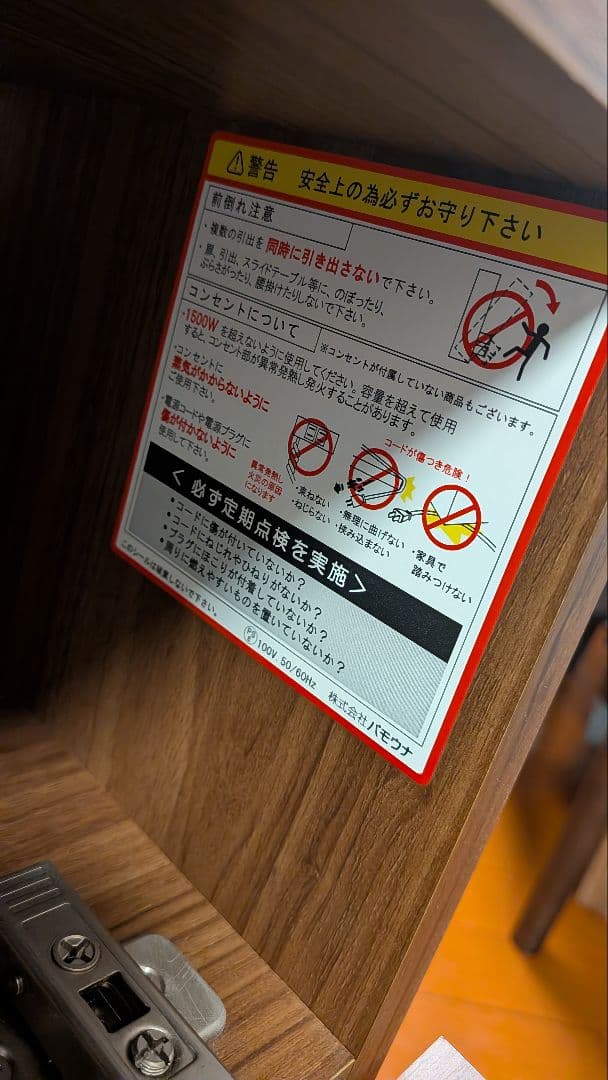 警告 安全上の為必ずお守り下さい
前倒れ注意
・複数の引出を同時に引き出さないで下さい。
・扉、引出、スライドテーブル等に、のぼったり、
ぶらさがったり、腰掛けたりしないで下さい。
コンセントについて
※コンセントが付属していない商品もございます。
・1500Wを超えないように使用してください。容量を超えて使用
すると、コンセント部が異常発熱し発火することがあります。
・コンセントに
蒸気がかからないように
ご使用下さい。
・電源コードや電源プラグに
傷が付かないように
使用して下さい。
異常発熱し
火災の原因
になります
コードが傷つき危険!
・束ねない
・ねじらない
・無理に曲げない
・挟み込まない
・家具で
踏みつけない
<必ず定期点検を実施>
●コードに傷が付いていないか?
●コードにねじれやひねりがないか?
●プラグにほこりが付着していないか?
●周りに燃えやすいものを置いていないか?
このシールは破棄しないで下さい。
PS
E
100V 50/60Hz
株式会社パモウナ